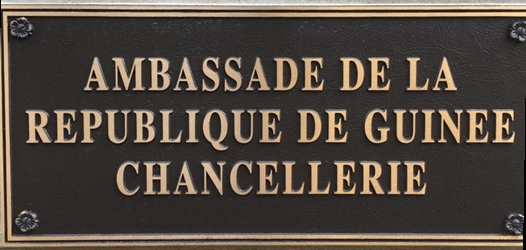 AMBASSADE DE LA
REPUBLIQUE DE GUINEE
CHANCELLERIE